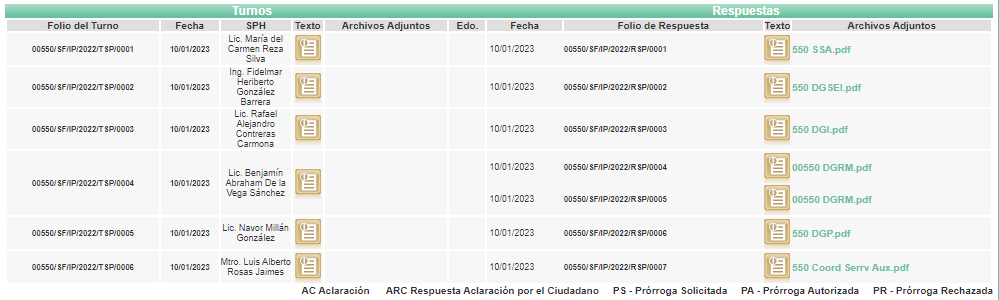 Turnos Respuestas
Folio del Turno Fecha SPH Texto Archivos Adjuntos Edo. Fecha Folio de Respuesta Texto Archivos Adjuntos
00550/SF/IP/2022/TSP/0001 10/01/2023 Lic. María del Carmen Reza Silva 10/01/2023 00550/SF/IP/2022/RSP/0001 550 SSA.pdf
00550/SF/IP/2022/TSP/0002 10/01/2023 Ing. Fidelmar Heriberto González Barrera 10/01/2023 00550/SF/IP/2022/RSP/0002 550 DGSEI.pdf
00550/SF/IP/2022/TSP/0003 10/01/2023 Lic. Rafael Alejandro Contreras Carmona 10/01/2023 00550/SF/IP/2022/RSP/0003 550 DGI.pdf
00550/SF/IP/2022/TSP/0004 10/01/2023 Lic. Benjamín Abraham De la Vega Sánchez 10/01/2023 00550/SF/IP/2022/RSP/0004 00550 DGRM.pdf
10/01/2023 00550/SF/IP/2022/RSP/0005 00550 DGRM.pdf
00550/SF/IP/2022/TSP/0005 10/01/2023 Lic. Navor Millán González 10/01/2023 00550/SF/IP/2022/RSP/0006 550 DGP.pdf
00550/SF/IP/2022/TSP/0006 10/01/2023 Mtro. Luis Alberto Rosas Jaimes 10/01/2023 00550/SF/IP/2022/RSP/0007 550 Coord Serrv Aux.pdf
AC Aclaración ARC Respuesta Aclaración por el Ciudadano PS - Prórroga Solicitada PA - Prórroga Autorizada PR - Prórroga Rechazada